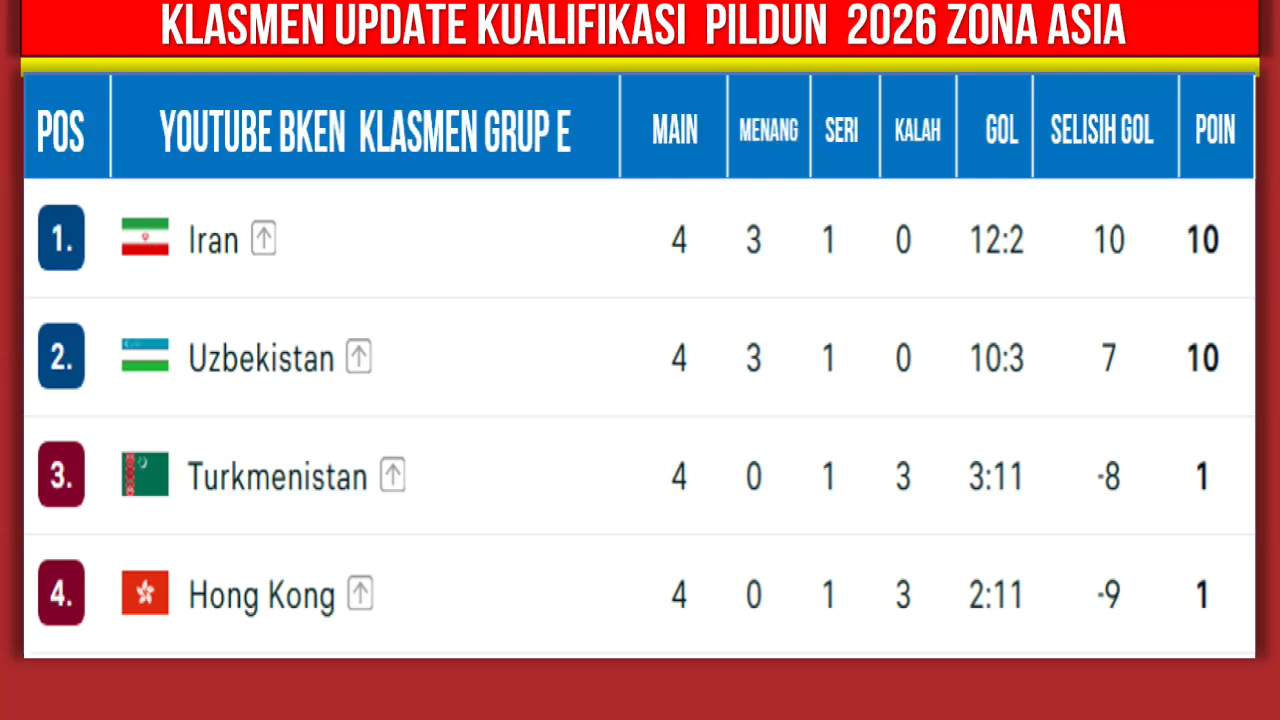 KLASMEN UPDATE KUALIFIKASI PILDUN 2026 ZONA ASIA
POS YOUTUBE BKEN KLASMEN GRUP E MAIN MENANG SERI KALAH GOL SELISIH GOL POIN
1. Iran 4 3 1 0 12:2 10 10
2. Uzbekistan 4 3 1 0 10:3 7 10
3. Turkmenistan 4 0 1 3 3:11 -8 1
4. Hong Kong 4 0 1 3 2:11 -9 1